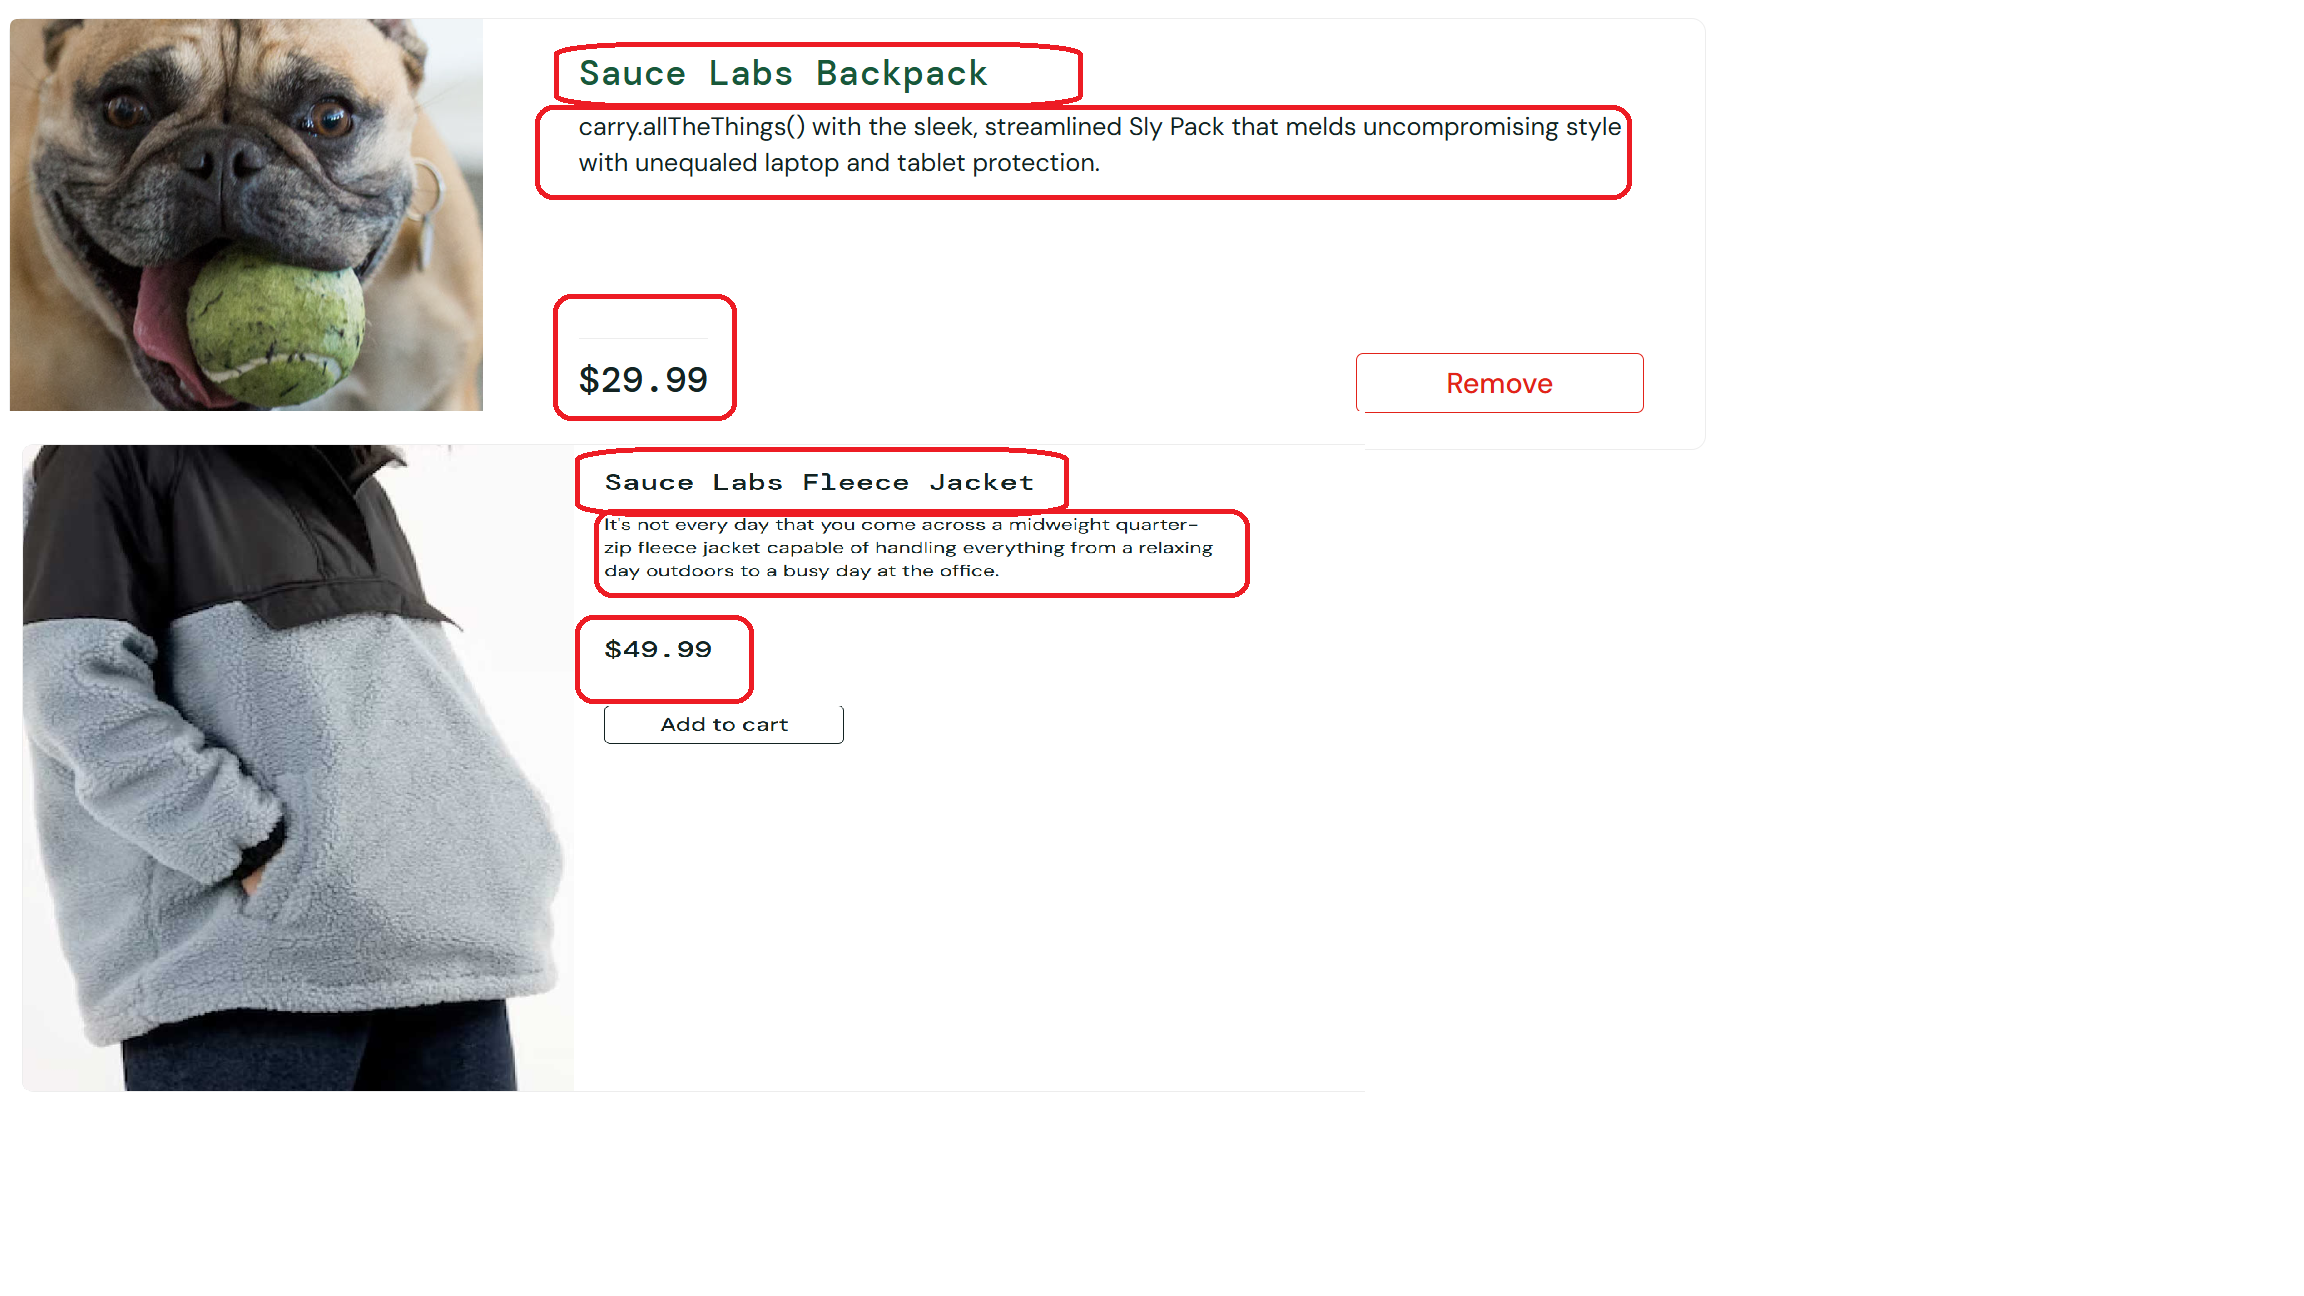 Sauce Labs Backpack
carry.allTheThings() with the sleek, streamlined Sly Pack that melds uncompromising style
with unequaled laptop and tablet protection.
$29.99
Remove
Sauce Labs Fleece Jacket
It's not every day that you come across a midweight quarter-
zip fleece jacket capable of handling everything from a relaxing
day outdoors to a busy day at the office.
$49.99
Add to cart